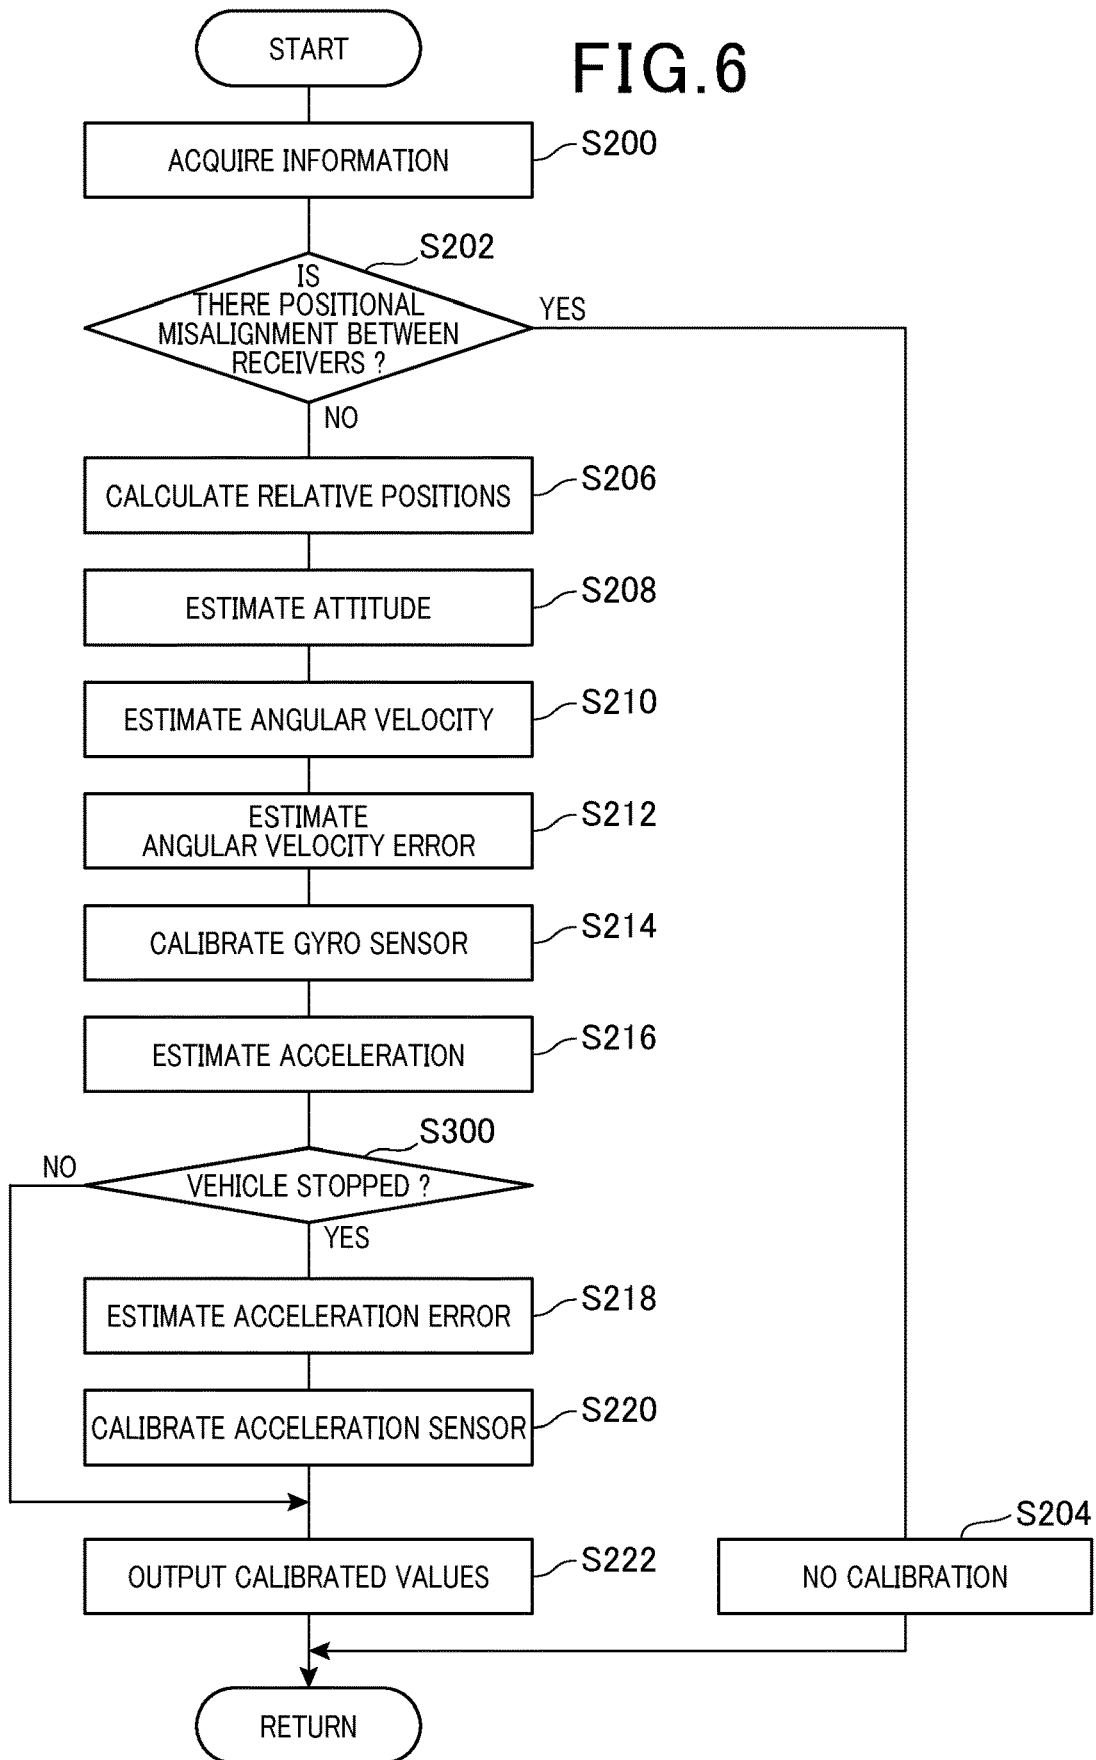 START
FIG.6
ACQUIRE INFORMATION
S200
S202
IS
THERE POSITIONAL
MISALIGNMENT BETWEEN
RECEIVERS ?
YES
NO
CALCULATE RELATIVE POSITIONS
S206
ESTIMATE ATTITUDE
S208
ESTIMATE ANGULAR VELOCITY
S210
ESTIMATE
ANGULAR VELOCITY ERROR
S212
CALIBRATE GYRO SENSOR
S214
ESTIMATE ACCELERATION
S216
S300
NO
VEHICLE STOPPED ?
YES
ESTIMATE ACCELERATION ERROR
S218
CALIBRATE ACCELERATION SENSOR
S220
OUTPUT CALIBRATED VALUES
S222
S204
NO CALIBRATION
RETURN